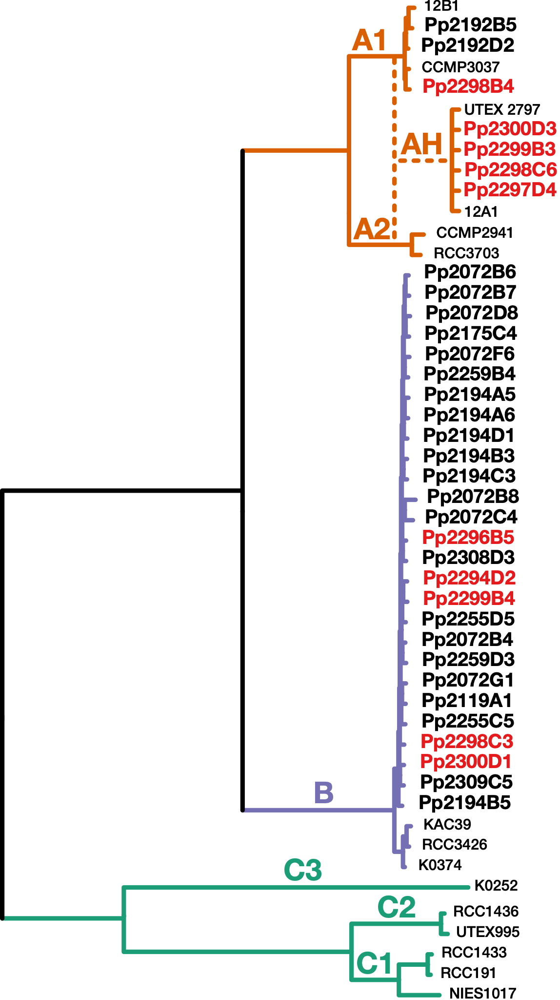 12B1
Pp2192B5
A1
Pp2192D2
CCMP3037
Pp2298B4
UTEX 2797
Pp2300D3
AH
Pp2299B3
Pp2298C6
Pp2297D4
12A1
A2
CCMP2941
RCC3703
Pp2072B6
Pp2072B7
Pp2072D8
Pp2175C4
Pp2072F6
Pp2259B4
Pp2194A5
Pp2194A6
Pp2194D1
Pp2194B3
Pp2194C3
Pp2072B8
Pp2072C4
Pp2296B5
Pp2308D3
Pp2294D2
Pp2299B4
Pp2255D5
Pp2072B4
Pp2259D3
Pp2072G1
Pp2119A1
Pp2255C5
Pp2298C3
Pp2300D1
Pp2309C5
B
Pp2194B5
KAC39
RCC3426
K0374
C3
K0252
C2
RCC1436
UTEX995
RCC1433
C1
RCC191
NIES1017